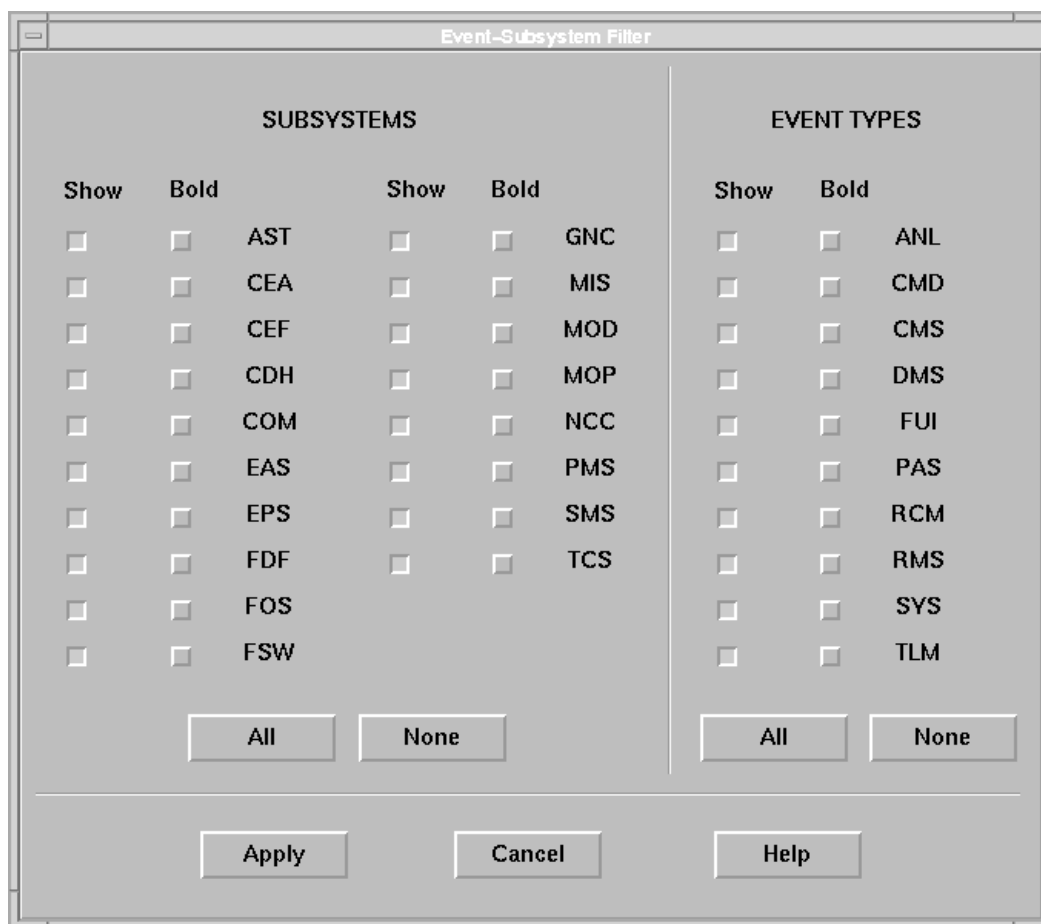 Event-Subsystem Filter
SUBSYSTEMS
EVENT TYPES
Show Bold Show Bold Show Bold
AST GNC ANL
CEA MIS CMD
CEF MOD CMS
CDH MOP DMS
COM NCC FUI
EAS PMS PAS
EPS SMS RCM
FDF TCS RMS
FOS SYS
FSW TLM
All None All None
Apply Cancel Help